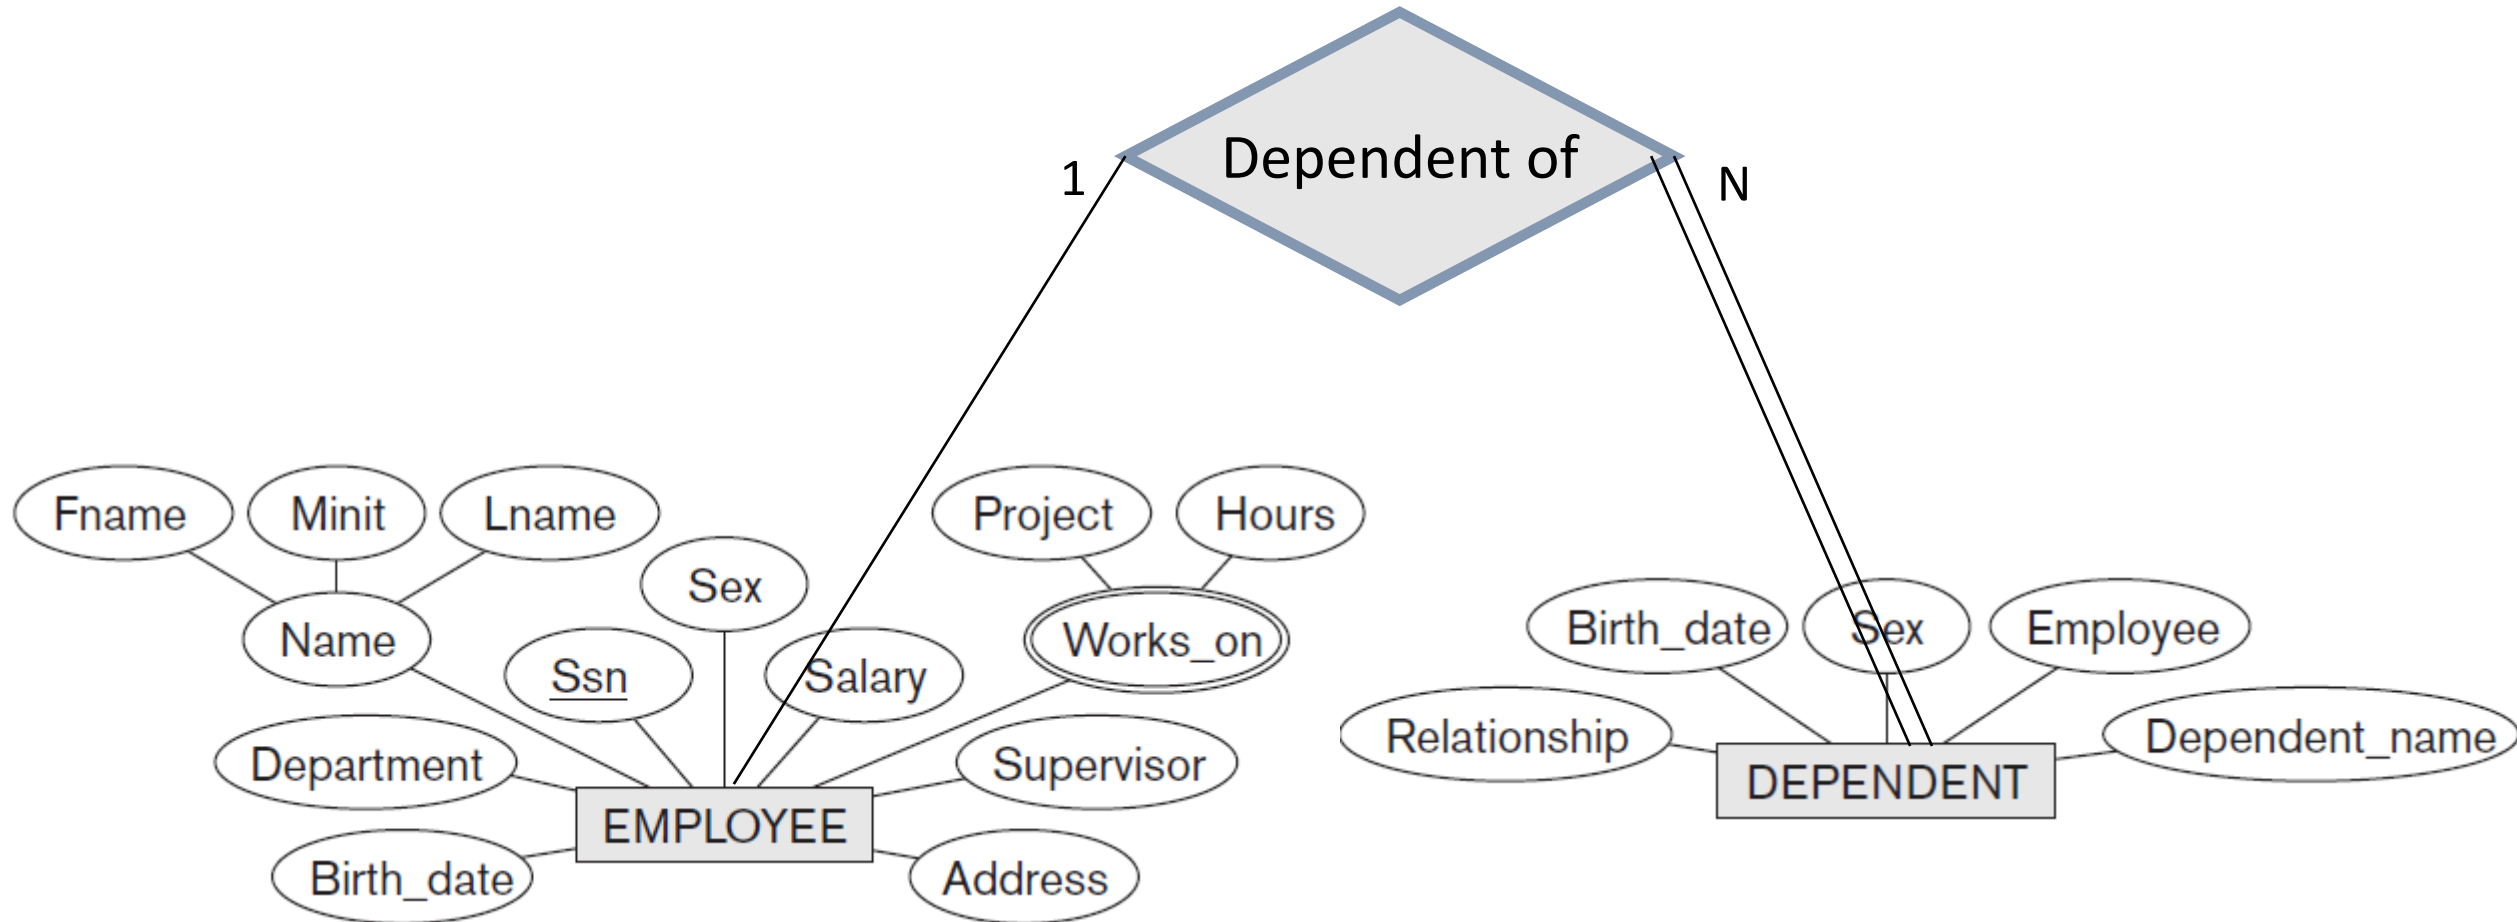 Dependent of
1
N
Fname
Minit
Lname
Project
Hours
Sex
Name
Ssn
Salary
Works_on
Birth_date
Sex
Employee
Department
Supervisor
Relationship
Dependent_name
EMPLOYEE
DEPENDENT
Birth_date
Address